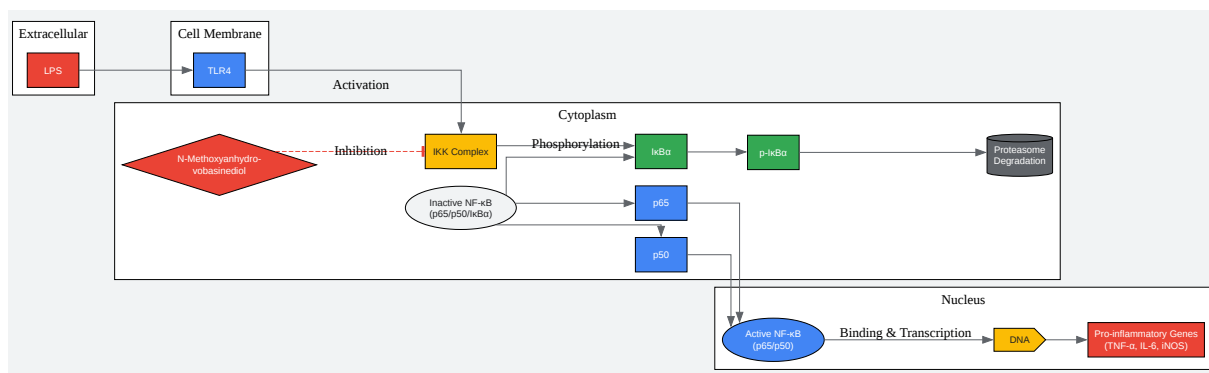 Extracellular
LPS
Cell Membrane
TLR4
Activation
Cytoplasm
N-Methoxyanhydro-
vobasinediol
Inhibition
IKK Complex
Phosphorylation
IκBα
p-IκBα
Proteasome
Degradation
Inactive NF-κB
(p65/p50/IκBα)
p65
p50
Nucleus
Active NF-κB
(p65/p50)
Binding & Transcription
DNA
Pro-inflammatory Genes
(TNF-α, IL-6, iNOS)